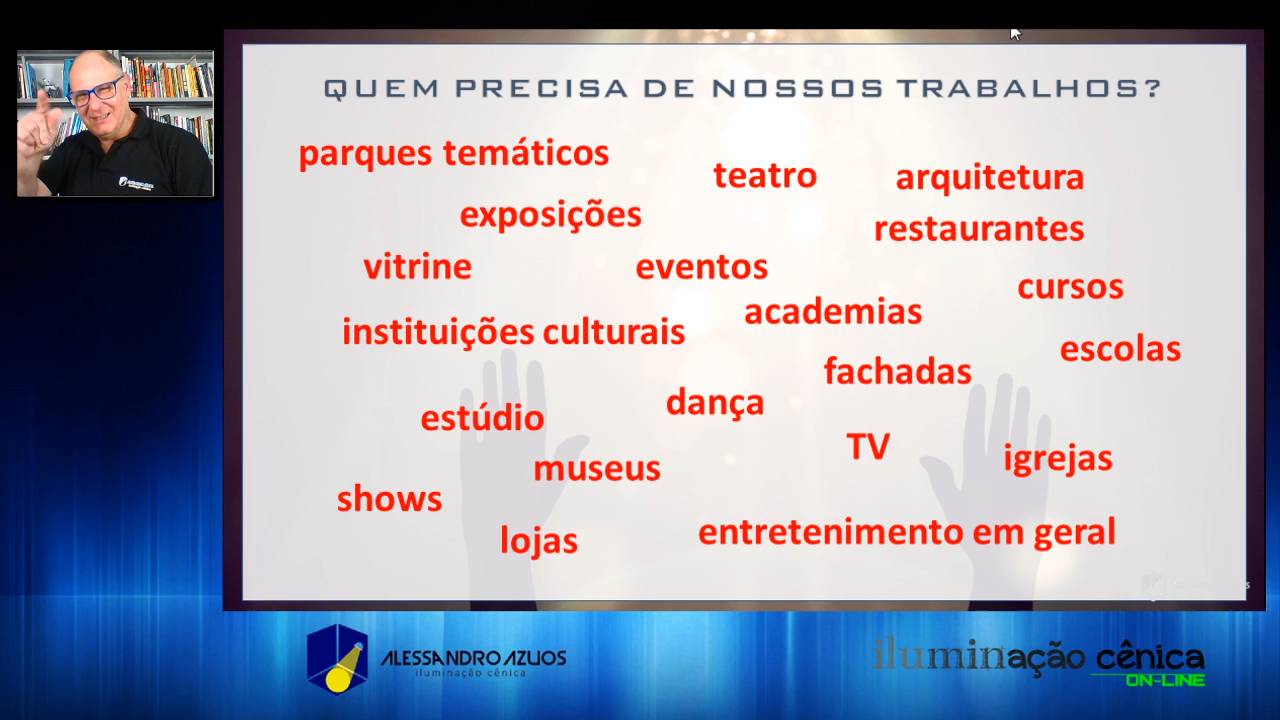 QUEM PRECISA DE NOSSOS TRABALHOS?
parques temáticos
teatro
arquitetura
exposições
restaurantes
vitrine
eventos
cursos
academias
instituições culturais
escolas
fachadas
dança
estúdio
TV
igrejas
museus
shows
entretenimento em geral
lojas
ALESSANDRO AZUOS
iluminação cênica
iluminação cênica
ON-LINE